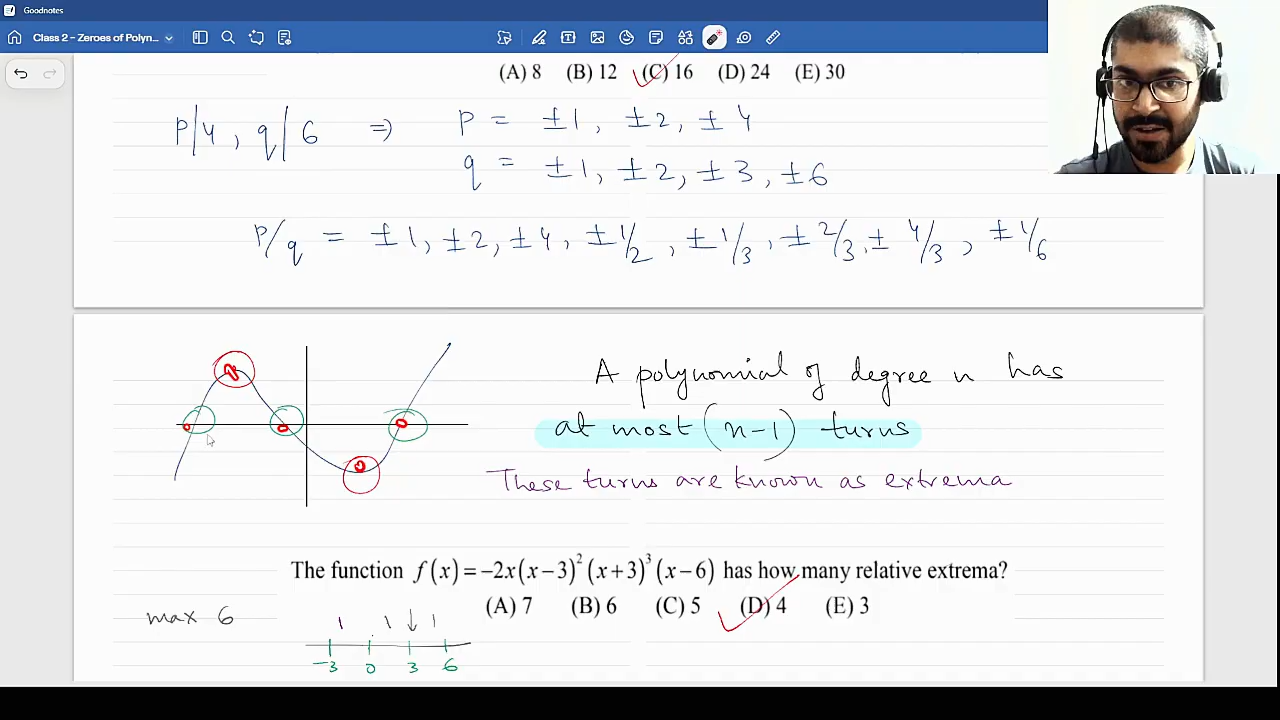 Goodnotes
Class 2 – Zeroes of Polyn...
(A) 8 (B) 12 (C) 16 (D) 24 (E) 30
p/4, q/6 ⇒ p = ±1, ±2, ±4
q = ±1, ±2, ±3, ±6
p/q = ±1, ±2, ±4, ±1/2, ±1/3, ±2/3, ±4/3, ±1/6
A polynomial of degree n has
at most (n-1) turns
These turns are known as extrema
The function f(x)=−2x(x−3)²(x+3)³(x−6) has how many relative extrema?
(A) 7 (B) 6 (C) 5 (D) 4 (E) 3
max 6
1 1 ↓ 1
-3 0 3 6